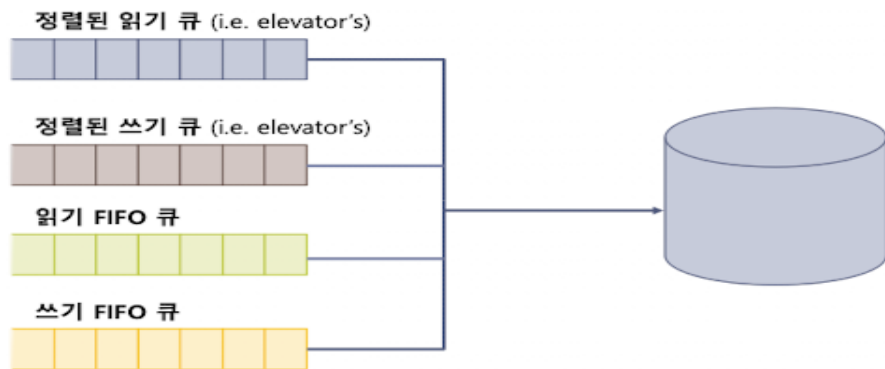 정렬된 읽기 큐 (i.e. elevator's)
정렬된 쓰기 큐 (i.e. elevator's)
읽기 FIFO 큐
쓰기 FIFO 큐